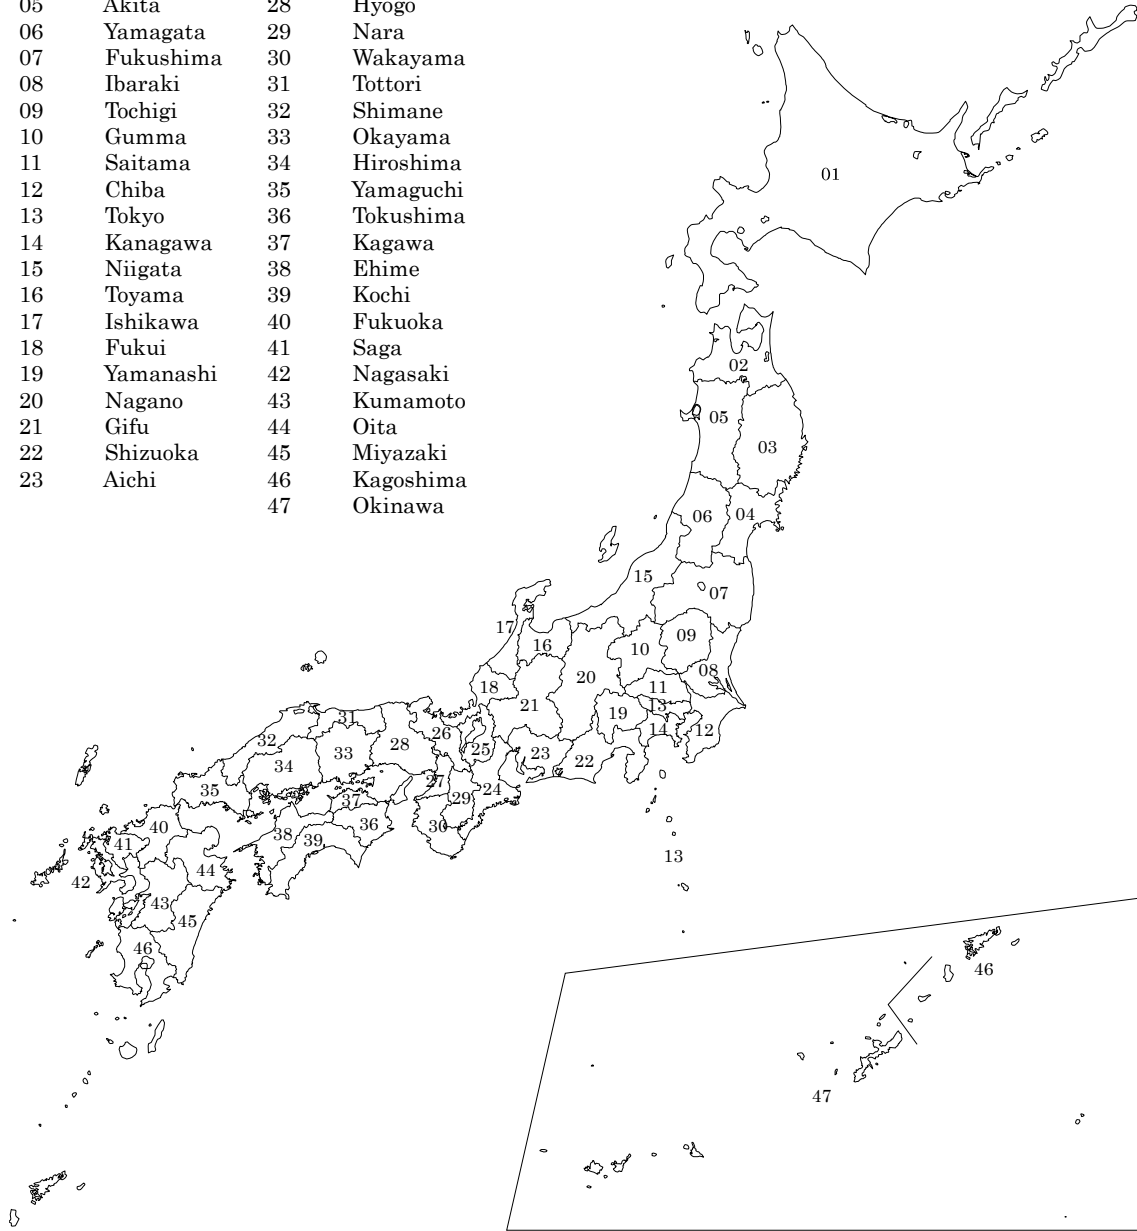 05 Akita 28 Hyogo
06 Yamagata 29 Nara
07 Fukushima 30 Wakayama
08 Ibaraki 31 Tottori
09 Tochigi 32 Shimane
10 Gumma 33 Okayama
11 Saitama 34 Hiroshima
12 Chiba 35 Yamaguchi
13 Tokyo 36 Tokushima
14 Kanagawa 37 Kagawa
15 Niigata 38 Ehime
16 Toyama 39 Kochi
17 Ishikawa 40 Fukuoka
18 Fukui 41 Saga
19 Yamanashi 42 Nagasaki
20 Nagano 43 Kumamoto
21 Gifu 44 Oita
22 Shizuoka 45 Miyazaki
23 Aichi 46 Kagoshima
47 Okinawa
01
02
05
03
06
04
15
07
17
09
16
10
08
20
18
11
21
13
31
19
14
12
26
32
28
25
33
23
22
34
27
24
35
37
29
40
36
30
38
39
41
13
44
42
43
45
46
46
47